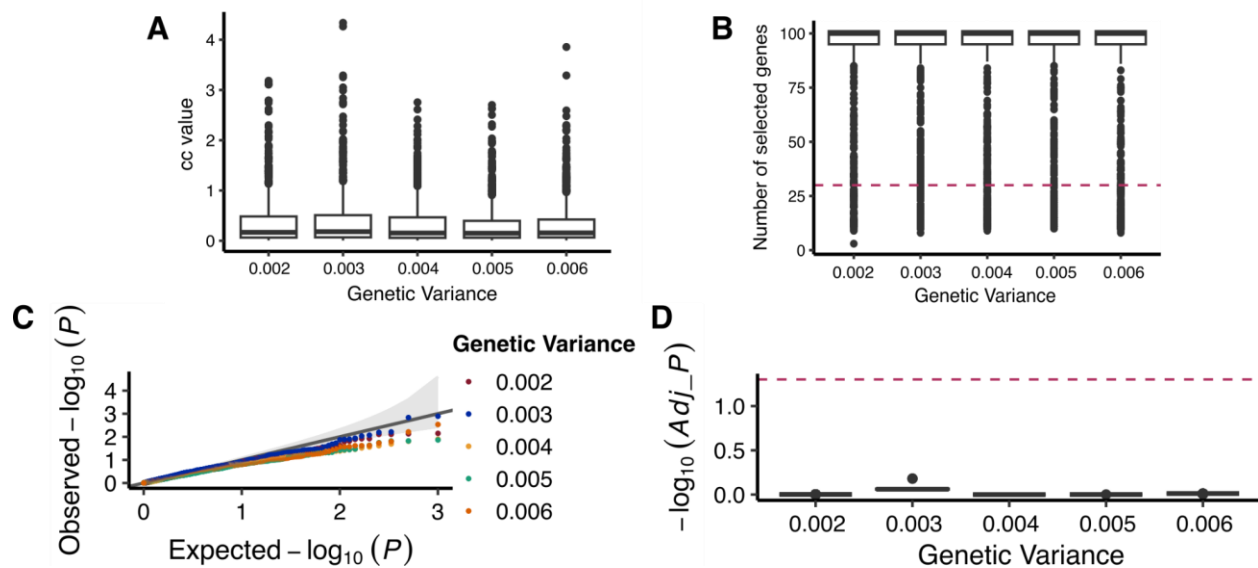 A
cc value
4
3
2
1
0
0.002 0.003 0.004 0.005 0.006
Genetic Variance
B
Number of selected genes
100
75
50
25
0
0.002 0.003 0.004 0.005 0.006
Genetic Variance
C
Observed − log10 (P)
4
3
2
1
0
0 1 2 3
Expected − log10 (P)
Genetic Variance
0.002
0.003
0.004
0.005
0.006
D
− log10 (Adj_P)
1.0
0.5
0.0
0.002 0.003 0.004 0.005 0.006
Genetic Variance